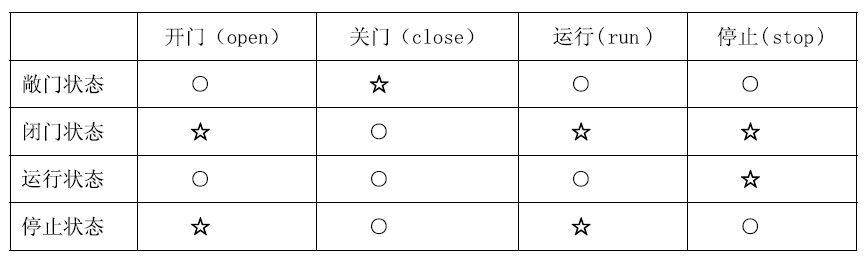 开门（open） 关门（close） 运行(run ) 停止(stop)
敞门状态 ○ ☆ ○ ○
闭门状态 ☆ ○ ☆ ☆
运行状态 ○ ○ ○ ☆
停止状态 ☆ ○ ☆ ○